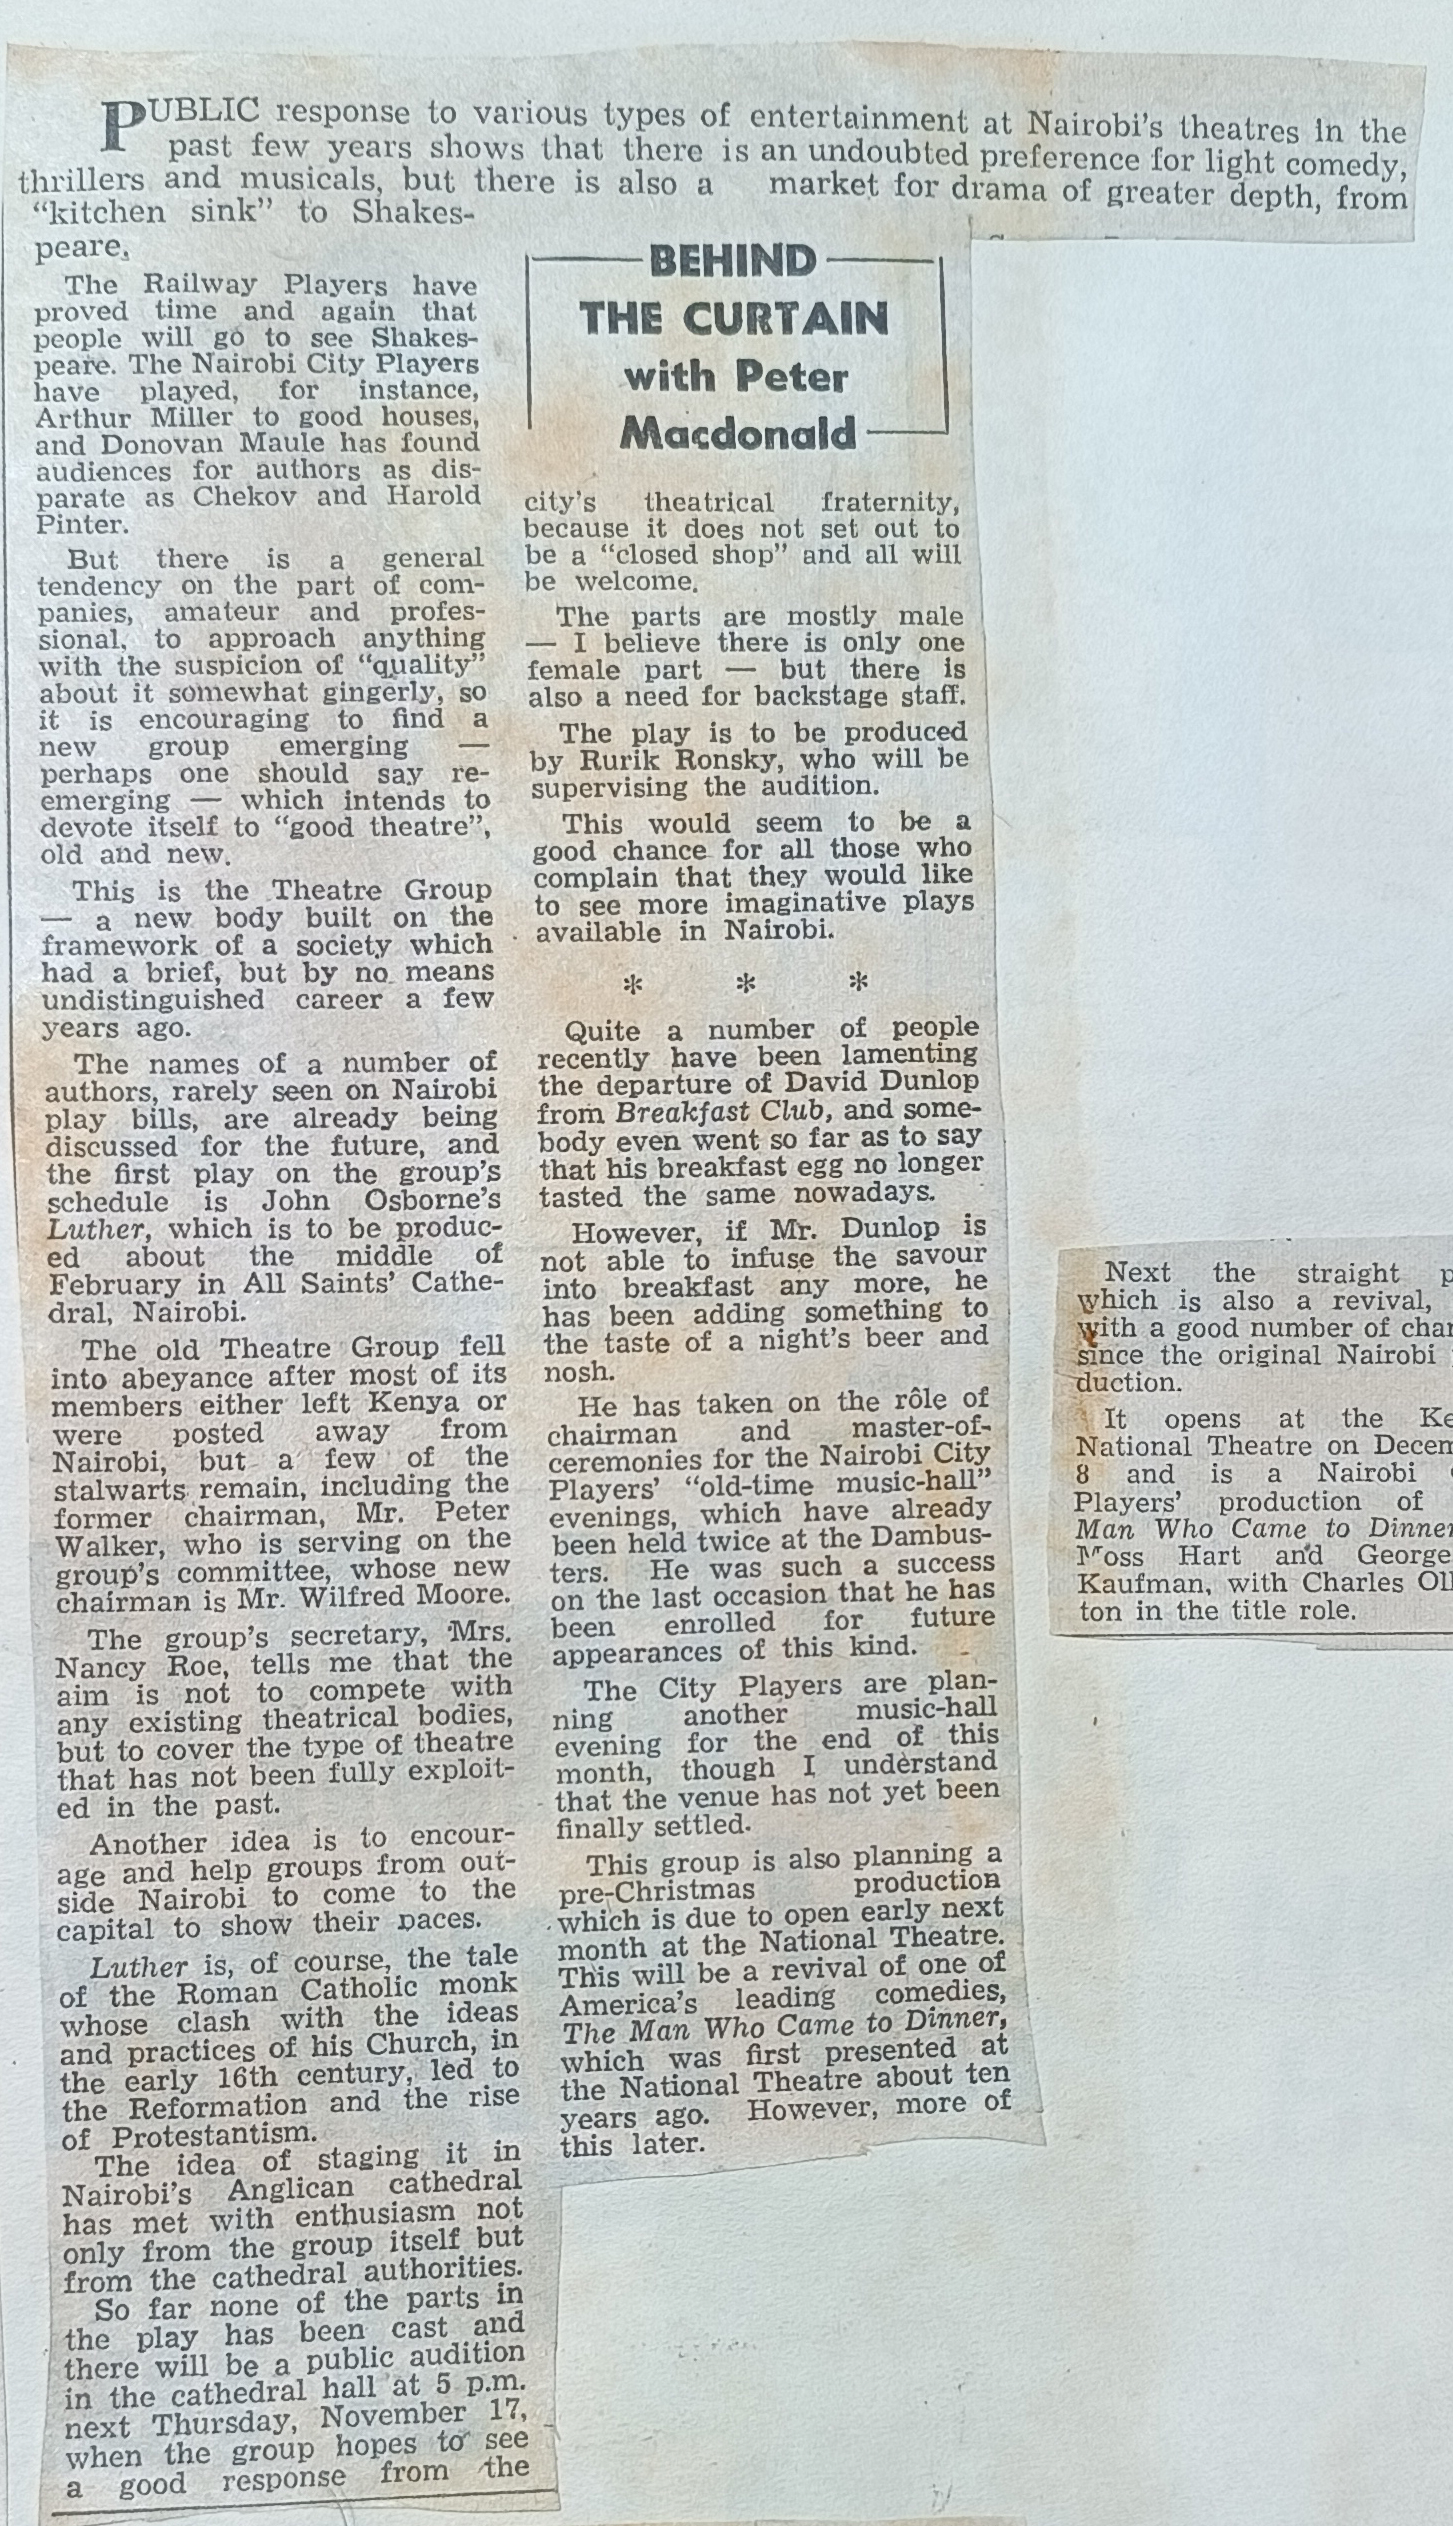 PUBLIC response to various types of entertainment at Nairobi's theatres in the
past few years shows that there is an undoubted preference for light comedy,
thrillers and musicals, but there is also a market for drama of greater depth, from
"kitchen sink" to Shakes-
peare.
The Railway Players have
proved time and again that
people will go to see Shakes-
peare. The Nairobi City Players
have played, for instance,
Arthur Miller to good houses,
and Donovan Maule has found
audiences for authors as dis-
parate as Chekov and Harold
Pinter.
But there is a general
tendency on the part of com-
panies, amateur and profes-
sional, to approach anything
with the suspicion of "quality"
about it somewhat gingerly, so
it is encouraging to find a
new group emerging —
perhaps one should say re-
emerging — which intends to
devote itself to "good theatre",
old and new.
This is the Theatre Group
— a new body built on the
framework of a society which
had a brief, but by no means
undistinguished career a few
years ago.
The names of a number of
authors, rarely seen on Nairobi
play bills, are already being
discussed for the future, and
the first play on the group's
schedule is John Osborne's
Luther, which is to be produc-
ed about the middle of
February in All Saints' Cathe-
dral, Nairobi.
The old Theatre Group fell
into abeyance after most of its
members either left Kenya or
were posted away from
Nairobi, but a few of the
stalwarts remain, including the
former chairman, Mr. Peter
Walker, who is serving on the
group's committee, whose new
chairman is Mr. Wilfred Moore.
The group's secretary, Mrs.
Nancy Roe, tells me that the
aim is not to compete with
any existing theatrical bodies,
but to cover the type of theatre
that has not been fully exploit-
ed in the past.
Another idea is to encour-
age and help groups from out-
side Nairobi to come to the
capital to show their paces.
Luther is, of course, the tale
of the Roman Catholic monk
whose clash with the ideas
and practices of his Church, in
the early 16th century, led to
the Reformation and the rise
of Protestantism.
The idea of staging it in
Nairobi's Anglican cathedral
has met with enthusiasm not
only from the group itself but
from the cathedral authorities.
So far none of the parts in
the play has been cast and
there will be a public audition
in the cathedral hall at 5 p.m.
next Thursday, November 17,
when the group hopes to see
a good response from the
BEHIND
THE CURTAIN
with Peter
Macdonald
city's theatrical fraternity,
because it does not set out to
be a "closed shop" and all will
be welcome.
The parts are mostly male
— I believe there is only one
female part — but there is
also a need for backstage staff.
The play is to be produced
by Rurik Ronsky, who will be
supervising the audition.
This would seem to be a
good chance for all those who
complain that they would like
to see more imaginative plays
available in Nairobi.
* * *
Quite a number of people
recently have been lamenting
the departure of David Dunlop
from Breakfast Club, and some-
body even went so far as to say
that his breakfast egg no longer
tasted the same nowadays.
However, if Mr. Dunlop is
not able to infuse the savour
into breakfast any more, he
has been adding something to
the taste of a night's beer and
nosh.
He has taken on the rôle of
chairman and master-of-
ceremonies for the Nairobi City
Players' "old-time music-hall"
evenings, which have already
been held twice at the Dambus-
ters. He was such a success
on the last occasion that he has
been enrolled for future
appearances of this kind.
The City Players are plan-
ning another music-hall
evening for the end of this
month, though I understand
that the venue has not yet been
finally settled.
This group is also planning a
pre-Christmas production
which is due to open early next
month at the National Theatre.
This will be a revival of one of
America's leading comedies,
The Man Who Came to Dinner,
which was first presented at
the National Theatre about ten
years ago. However, more of
this later.
Next the straight p
which is also a revival,
with a good number of char
since the original Nairobi
duction.
It opens at the Ke
National Theatre on Decem
8 and is a Nairobi
Players' production of
Man Who Came to Dinner
Moss Hart and George
Kaufman, with Charles Oll
ton in the title role.